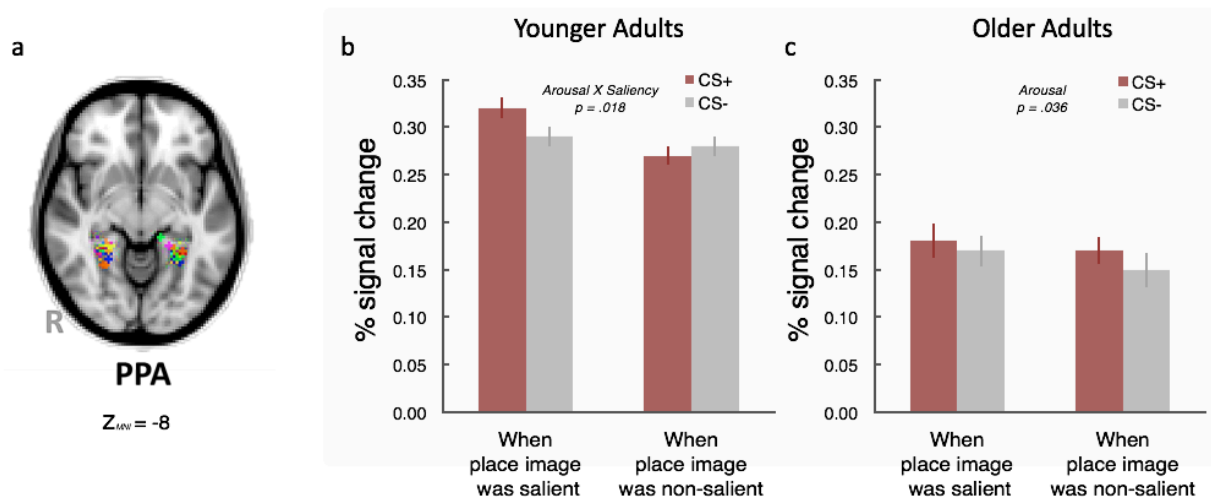 a
R
PPA
Z_MNI = -8
b
Younger Adults
Arousal X Saliency
p = .018
CS+
CS-
% signal change
0.35
0.30
0.25
0.20
0.15
0.10
0.05
0.00
When
place image
was salient
When
place image
was non-salient
c
Older Adults
Arousal
p = .036
CS+
CS-
% signal change
0.35
0.30
0.25
0.20
0.15
0.10
0.05
0.00
When
place image
was salient
When
place image
was non-salient